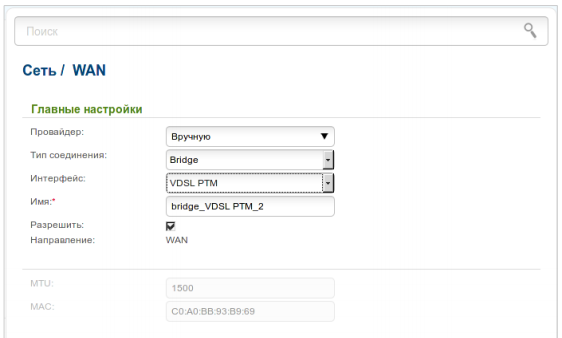 Поиск
Сеть / WAN
Главные настройки
Провайдер: Вручную
Тип соединения: Bridge
Интерфейс: VDSL PTM
Имя:* bridge_VDSL PTM_2
Разрешить:
Направление: WAN
MTU: 1500
MAC: C0:A0:BB:93:B9:69